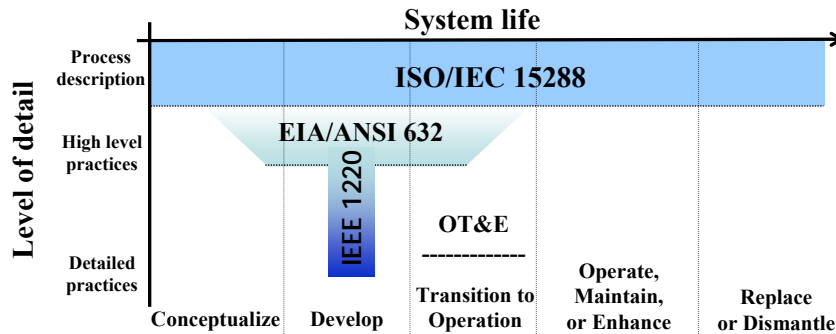 System life
Process
description
ISO/IEC 15288
Level of detail
High level
practices
EIA/ANSI 632
IEEE 1220
OT&E
-------------
Detailed
practices
Conceptualize
Develop
Transition to
Operation
Operate,
Maintain,
or Enhance
Replace
or Dismantle